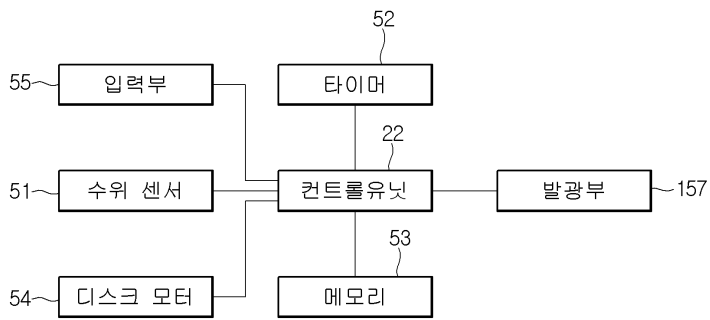 52
55 입력부 타이머
22
51 수위 센서 컨트롤유닛 발광부 157
53
54 디스크 모터 메모리